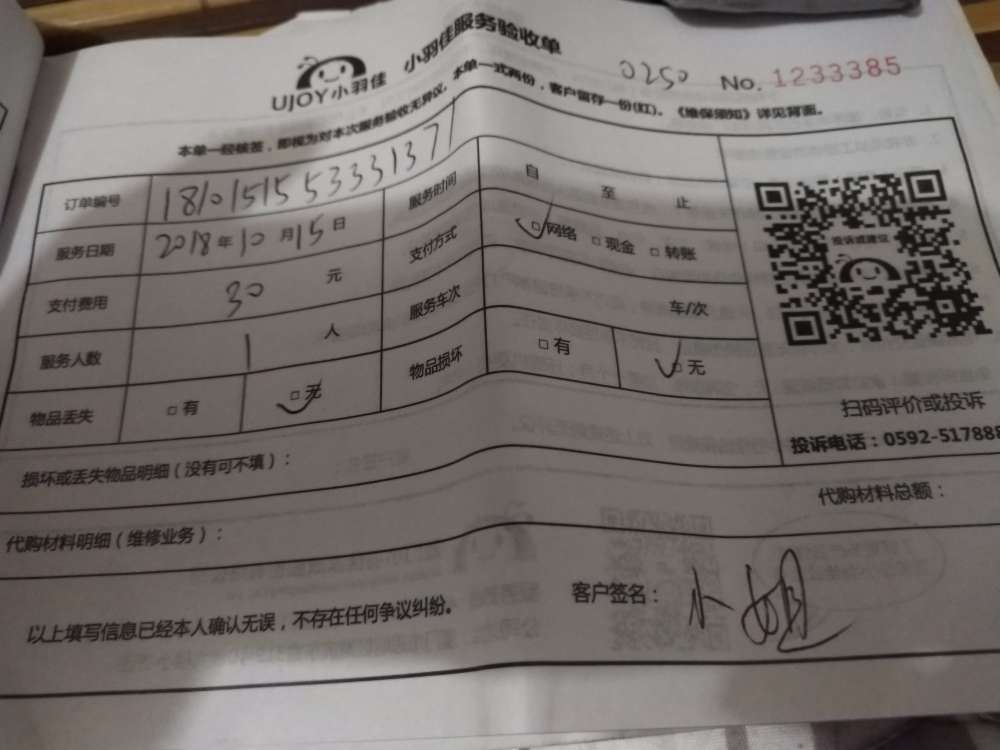 UJOY小羽佳 小羽佳服务验收单
0250 No. 1233385
本单一经核签，即视为对本次服务验收无异议，本单一式两份，客户留存一份(红)。《维保须知》详见背面。
订单编号 1810151553331371 服务时间 自 至 止
服务日期 2018年10月15日 支付方式 □网络 □现金 □转账
支付费用 30 元 服务车次 车/次
服务人数 1 人 物品损坏 □有 □无
物品丢失 □有 □无
投诉或建议
扫码评价或投诉
投诉电话：0592-51788
损坏或丢失物品明细（没有可不填）：
代购材料明细（维修业务）： 代购材料总额：
以上填写信息已经本人确认无误，不存在任何争议纠纷。 客户签名：小